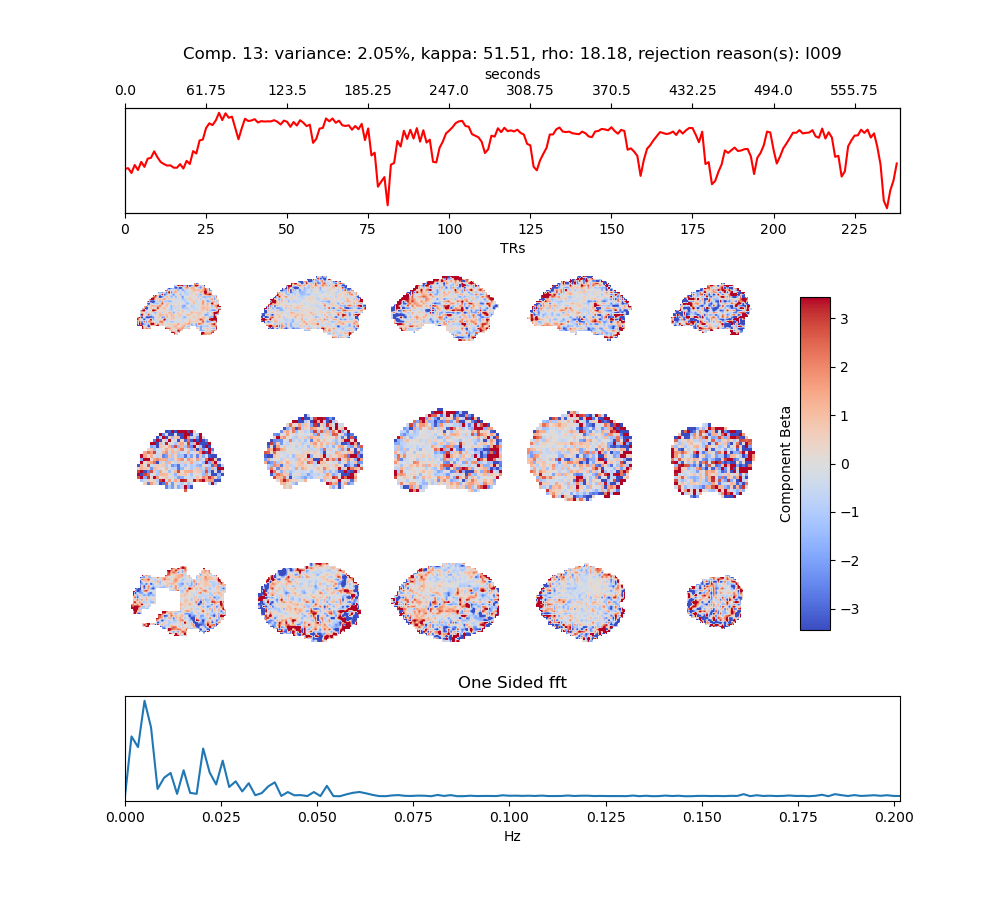 Comp. 13: variance: 2.05%, kappa: 51.51, rho: 18.18, rejection reason(s): I009
seconds
0.0 61.75 123.5 185.25 247.0 308.75 370.5 432.25 494.0 555.75
0 25 50 75 100 125 150 175 200 225
TRs
3
2
1
0
−1
−2
−3
Component Beta
One Sided fft
0.000 0.025 0.050 0.075 0.100 0.125 0.150 0.175 0.200
Hz